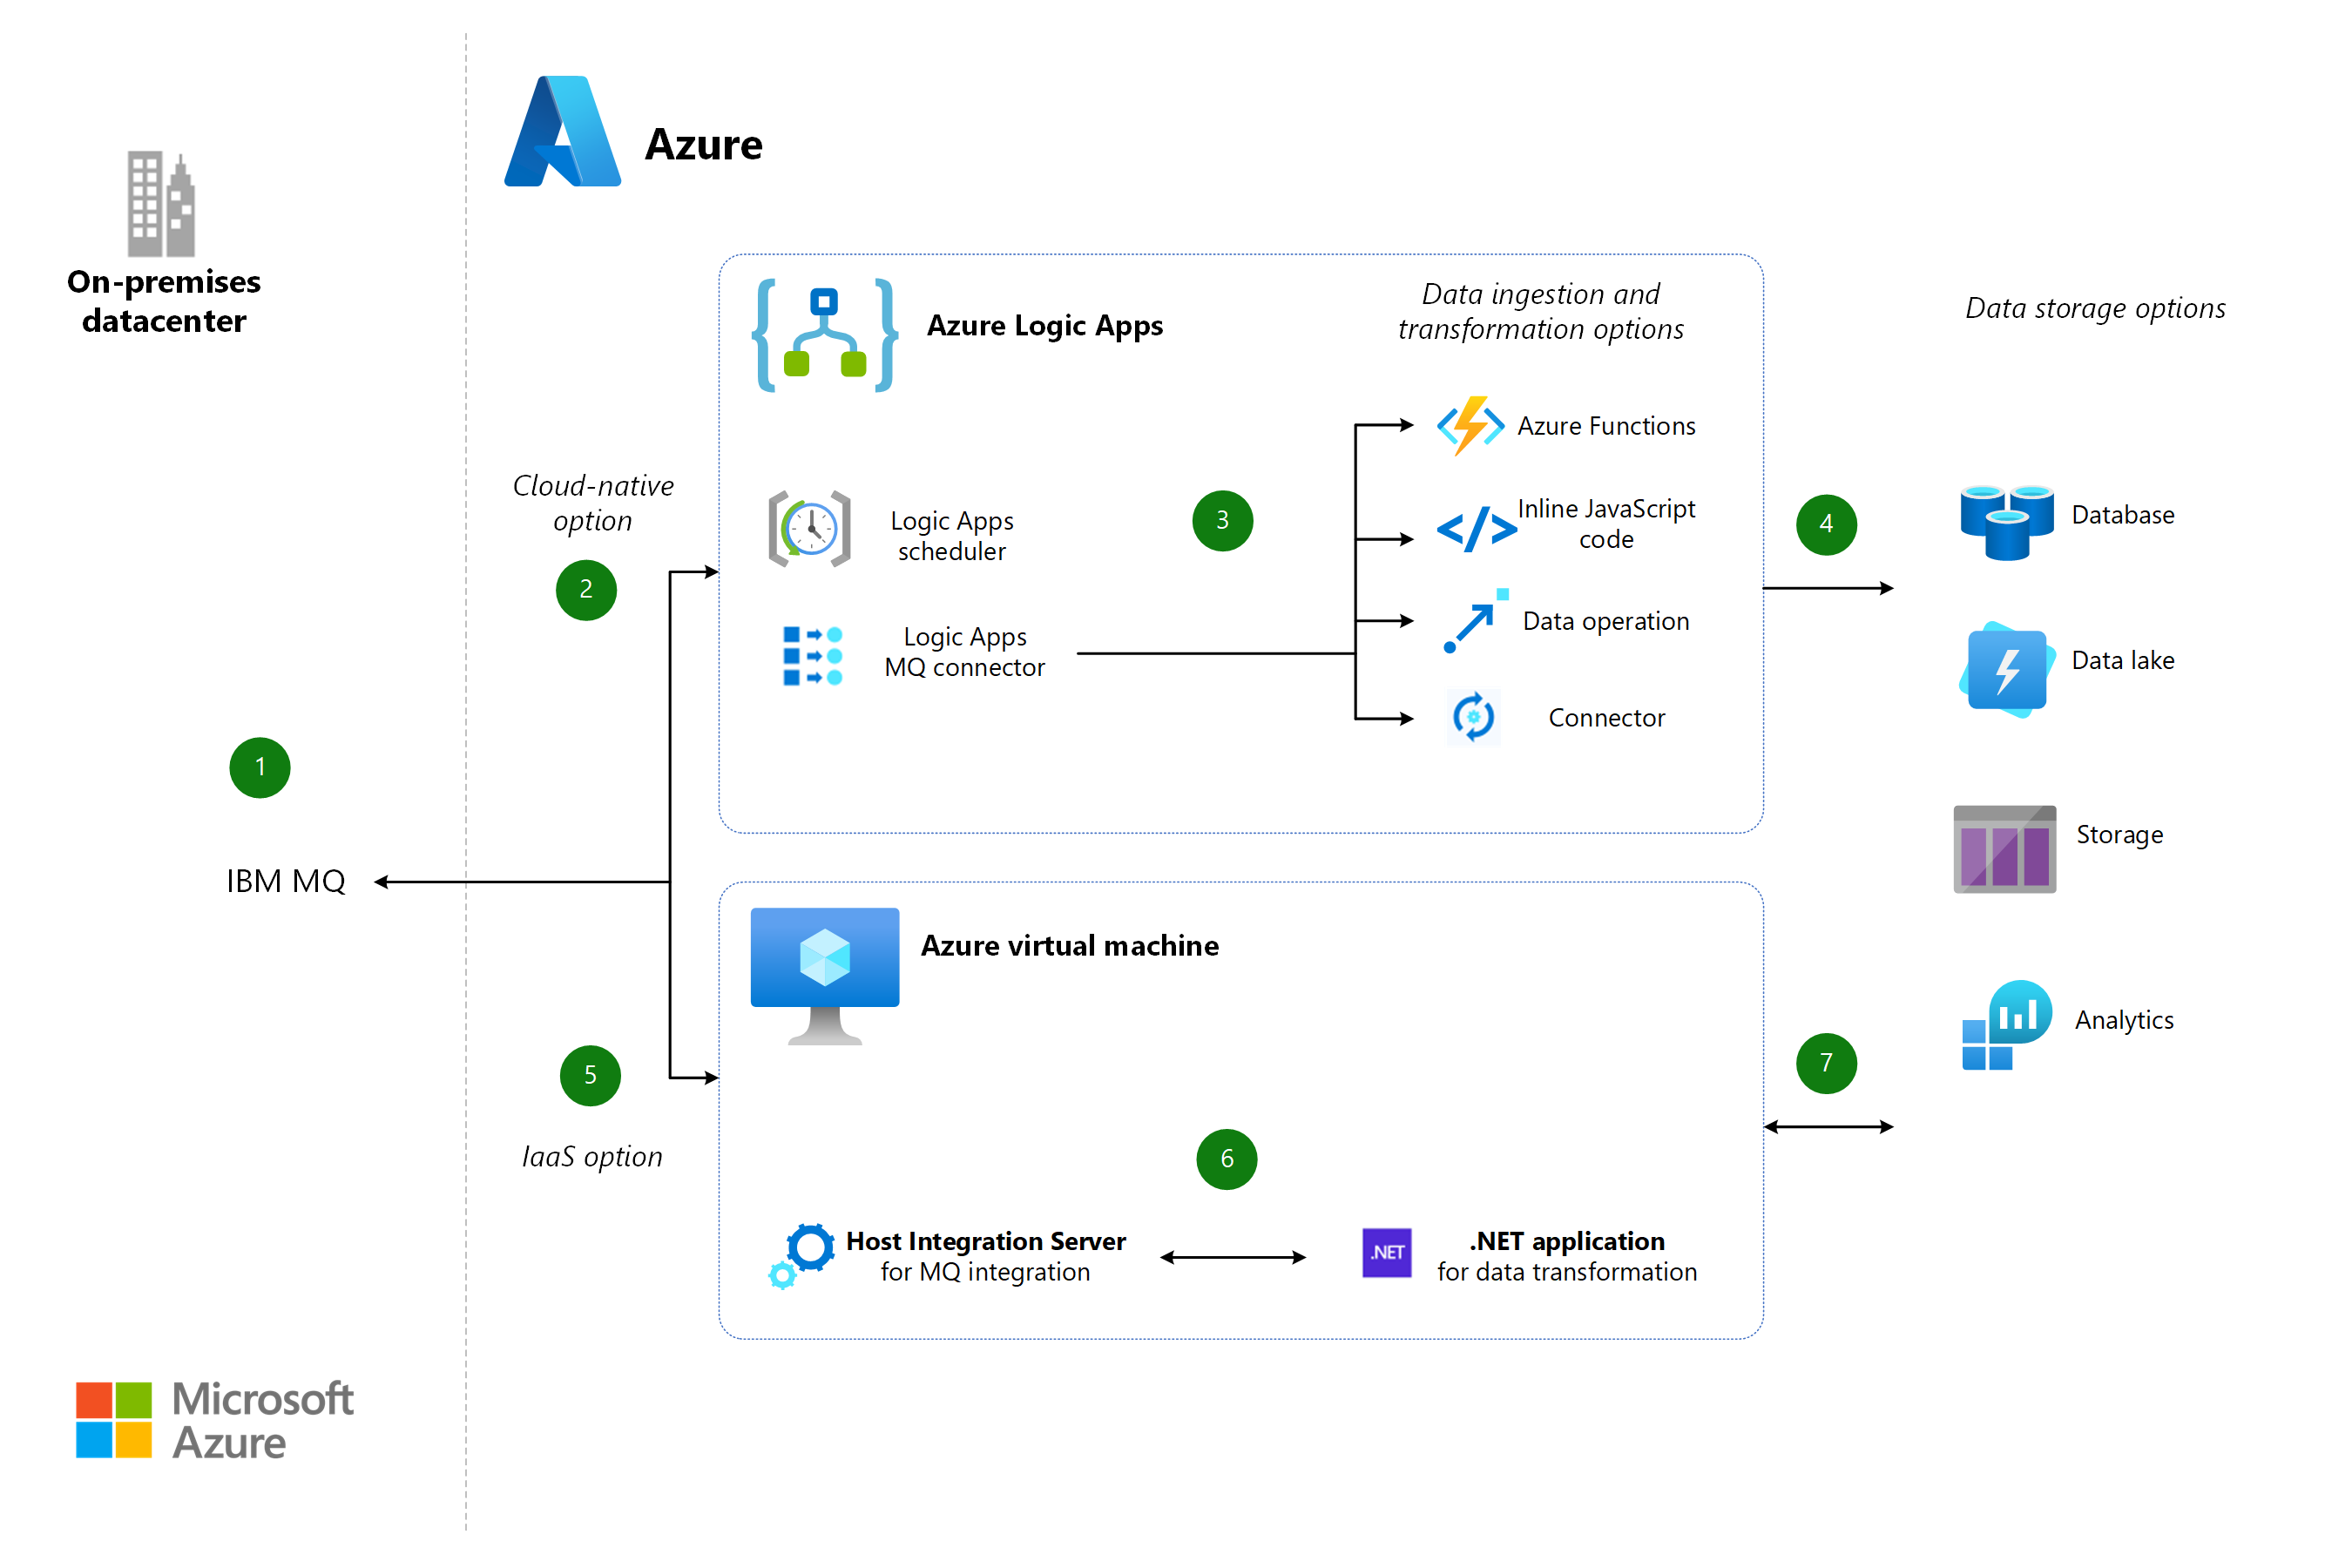 Azure
On-premises
datacenter
Azure Logic Apps
Data ingestion and
transformation options
Data storage options
Cloud-native
option
2
Logic Apps
scheduler
Logic Apps
MQ connector
3
Azure Functions
Inline JavaScript
code
Data operation
Connector
4
Database
Data lake
Storage
Analytics
1
IBM MQ
5
IaaS option
Azure virtual machine
6
Host Integration Server
for MQ integration
.NET
.NET application
for data transformation
7
Microsoft
Azure